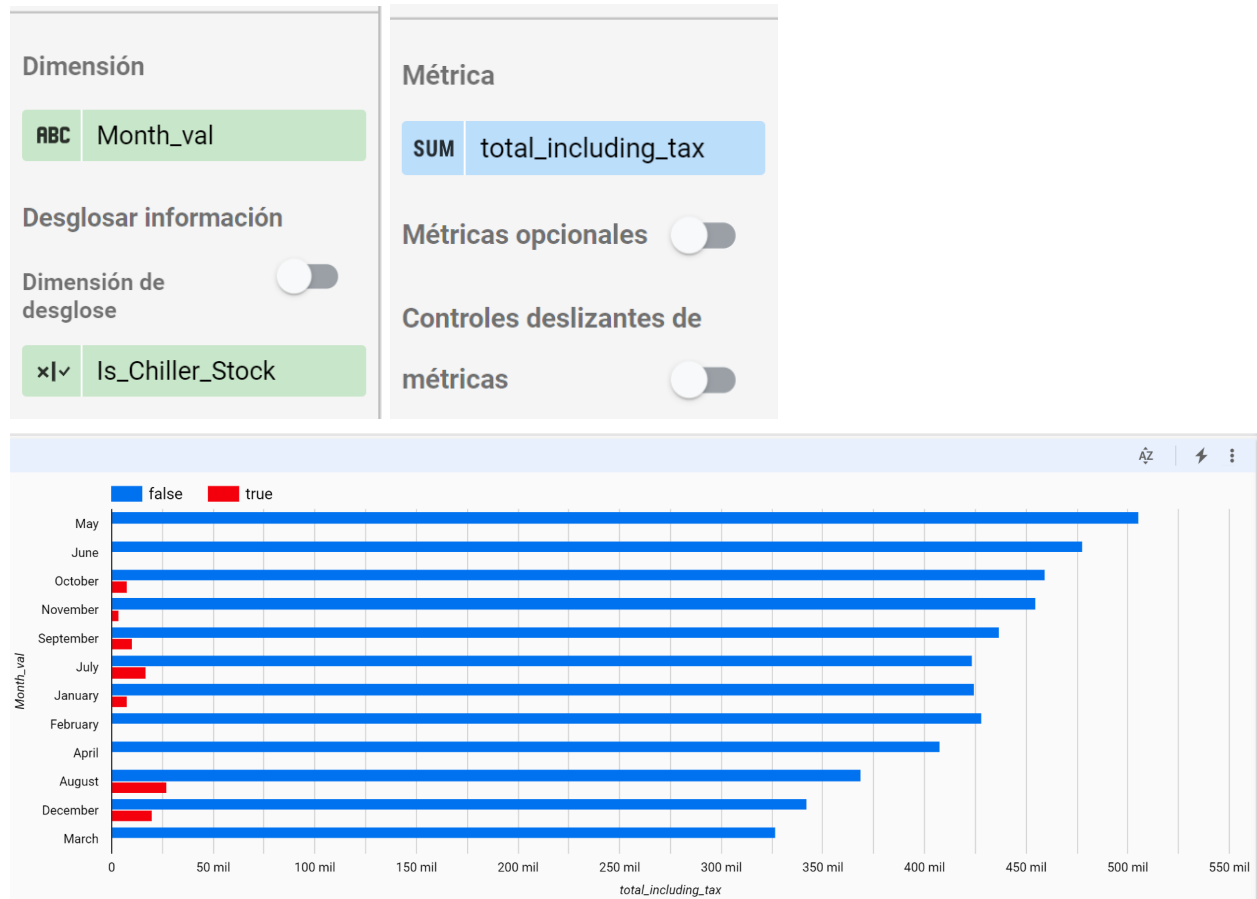 Dimensión
ABC Month_val
Desglosar información
Dimensión de
desglose
Is_Chiller_Stock
Métrica
SUM total_including_tax
Métricas opcionales
Controles deslizantes de
métricas
AZ
false true
May
June
October
November
September
July
January
February
April
August
December
March
Month_val
0 50 mil 100 mil 150 mil 200 mil 250 mil 300 mil 350 mil 400 mil 450 mil 500 mil 550 mil
total_including_tax